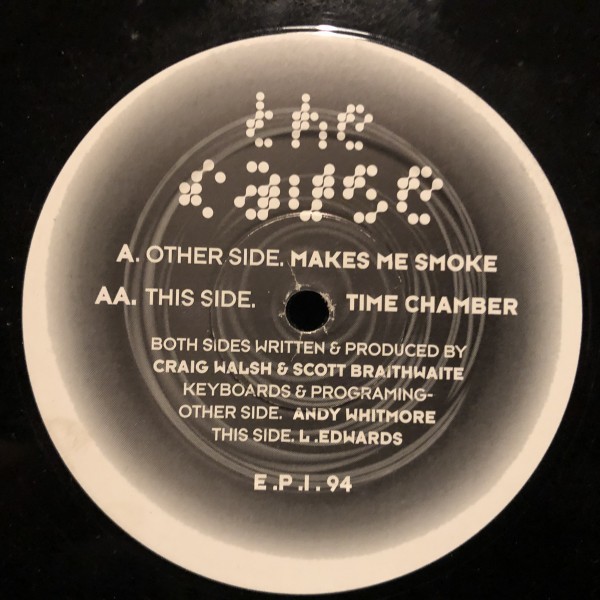 the
cause
A. OTHER SIDE. MAKES ME SMOKE
AA. THIS SIDE. TIME CHAMBER
BOTH SIDES WRITTEN & PRODUCED BY
CRAIG WALSH & SCOTT BRAITHWAITE
KEYBOARDS & PROGRAMING-
OTHER SIDE. ANDY WHITMORE
THIS SIDE. L .EDWARDS
E .P .I . 94